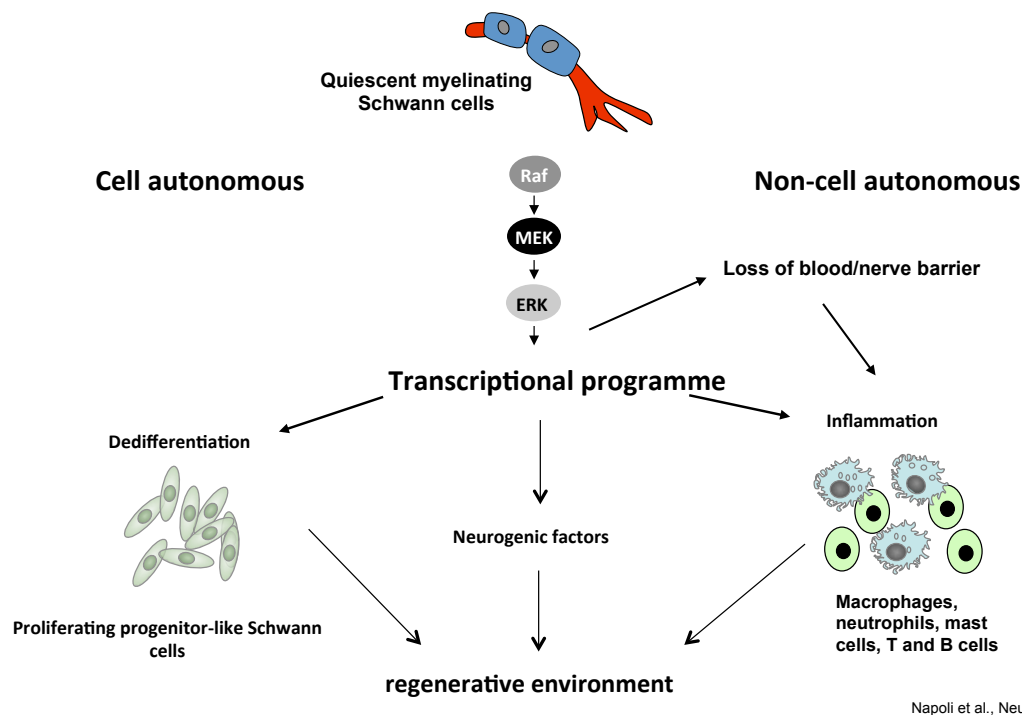 Quiescent myelinating
Schwann cells
Cell autonomous
Non-cell autonomous
Raf
MEK
ERK
Loss of blood/nerve barrier
Transcriptional programme
Dedifferentiation
Inflammation
Neurogenic factors
Proliferating progenitor-like Schwann
cells
Macrophages,
neutrophils, mast
cells, T and B cells
regenerative environment
Napoli et al., Neu